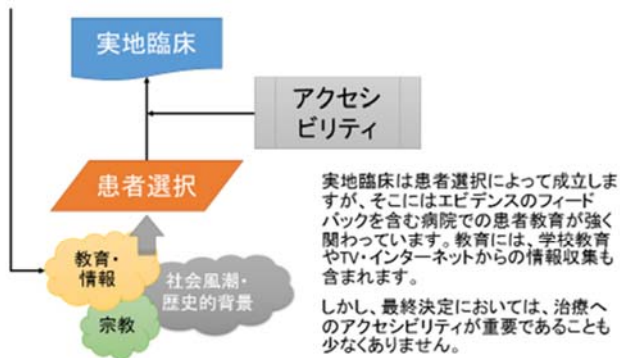 実地臨床
アクセシ
ビリティ
患者選択
教育・
情報
社会風潮・
歴史的背景
宗教
実地臨床は患者選択によって成立しま
すが、そこにはエビデンスのフィード
バックを含む病院での患者教育が強く
関わっています。教育には、学校教育
やTV・インターネットからの情報収集も
含まれます。
しかし、最終決定においては、治療へ
のアクセシビリティが重要であることも
少なくありません。